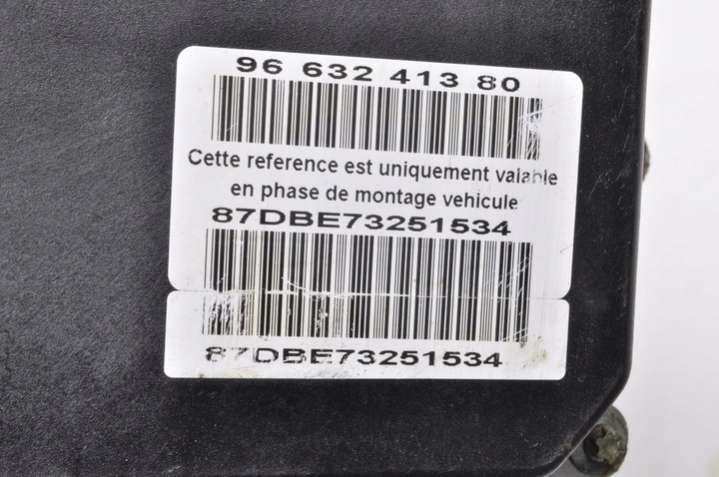 96 632 413 80
Cette reference est uniquement valable
en phase de montage vehicule
87DBE73251534
87DBE73251534